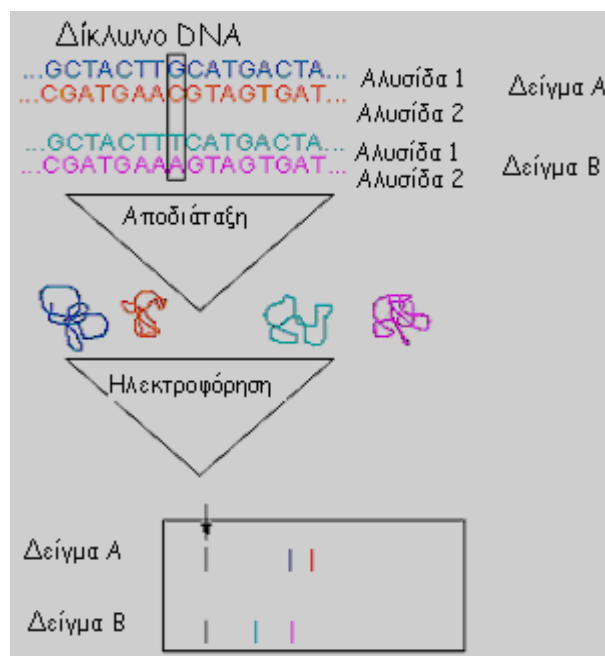 Δίκλωνο DNA
...GCTACTTGCATGACTA... Αλυσίδα 1
...CGATGAACGTAGTGAT... Αλυσίδα 2
Δείγμα Α
...GCTACTTTCATGACTA... Αλυσίδα 1
...CGATGAAAGTAGTGAT... Αλυσίδα 2
Δείγμα Β
Αποδιάταξη
Ηλεκτροφόρηση
Δείγμα Α
Δείγμα Β